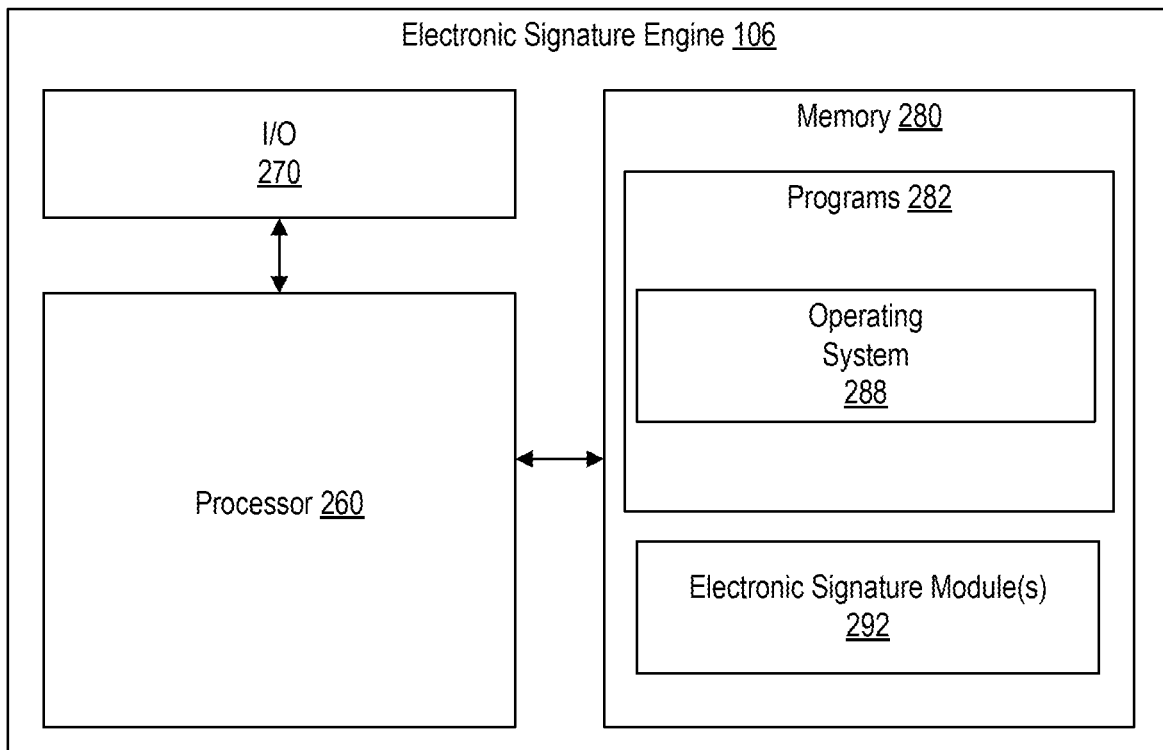 Electronic Signature Engine 106
I/O
270
Processor 260
Memory 280
Programs 282
Operating
System
288
Electronic Signature Module(s)
292